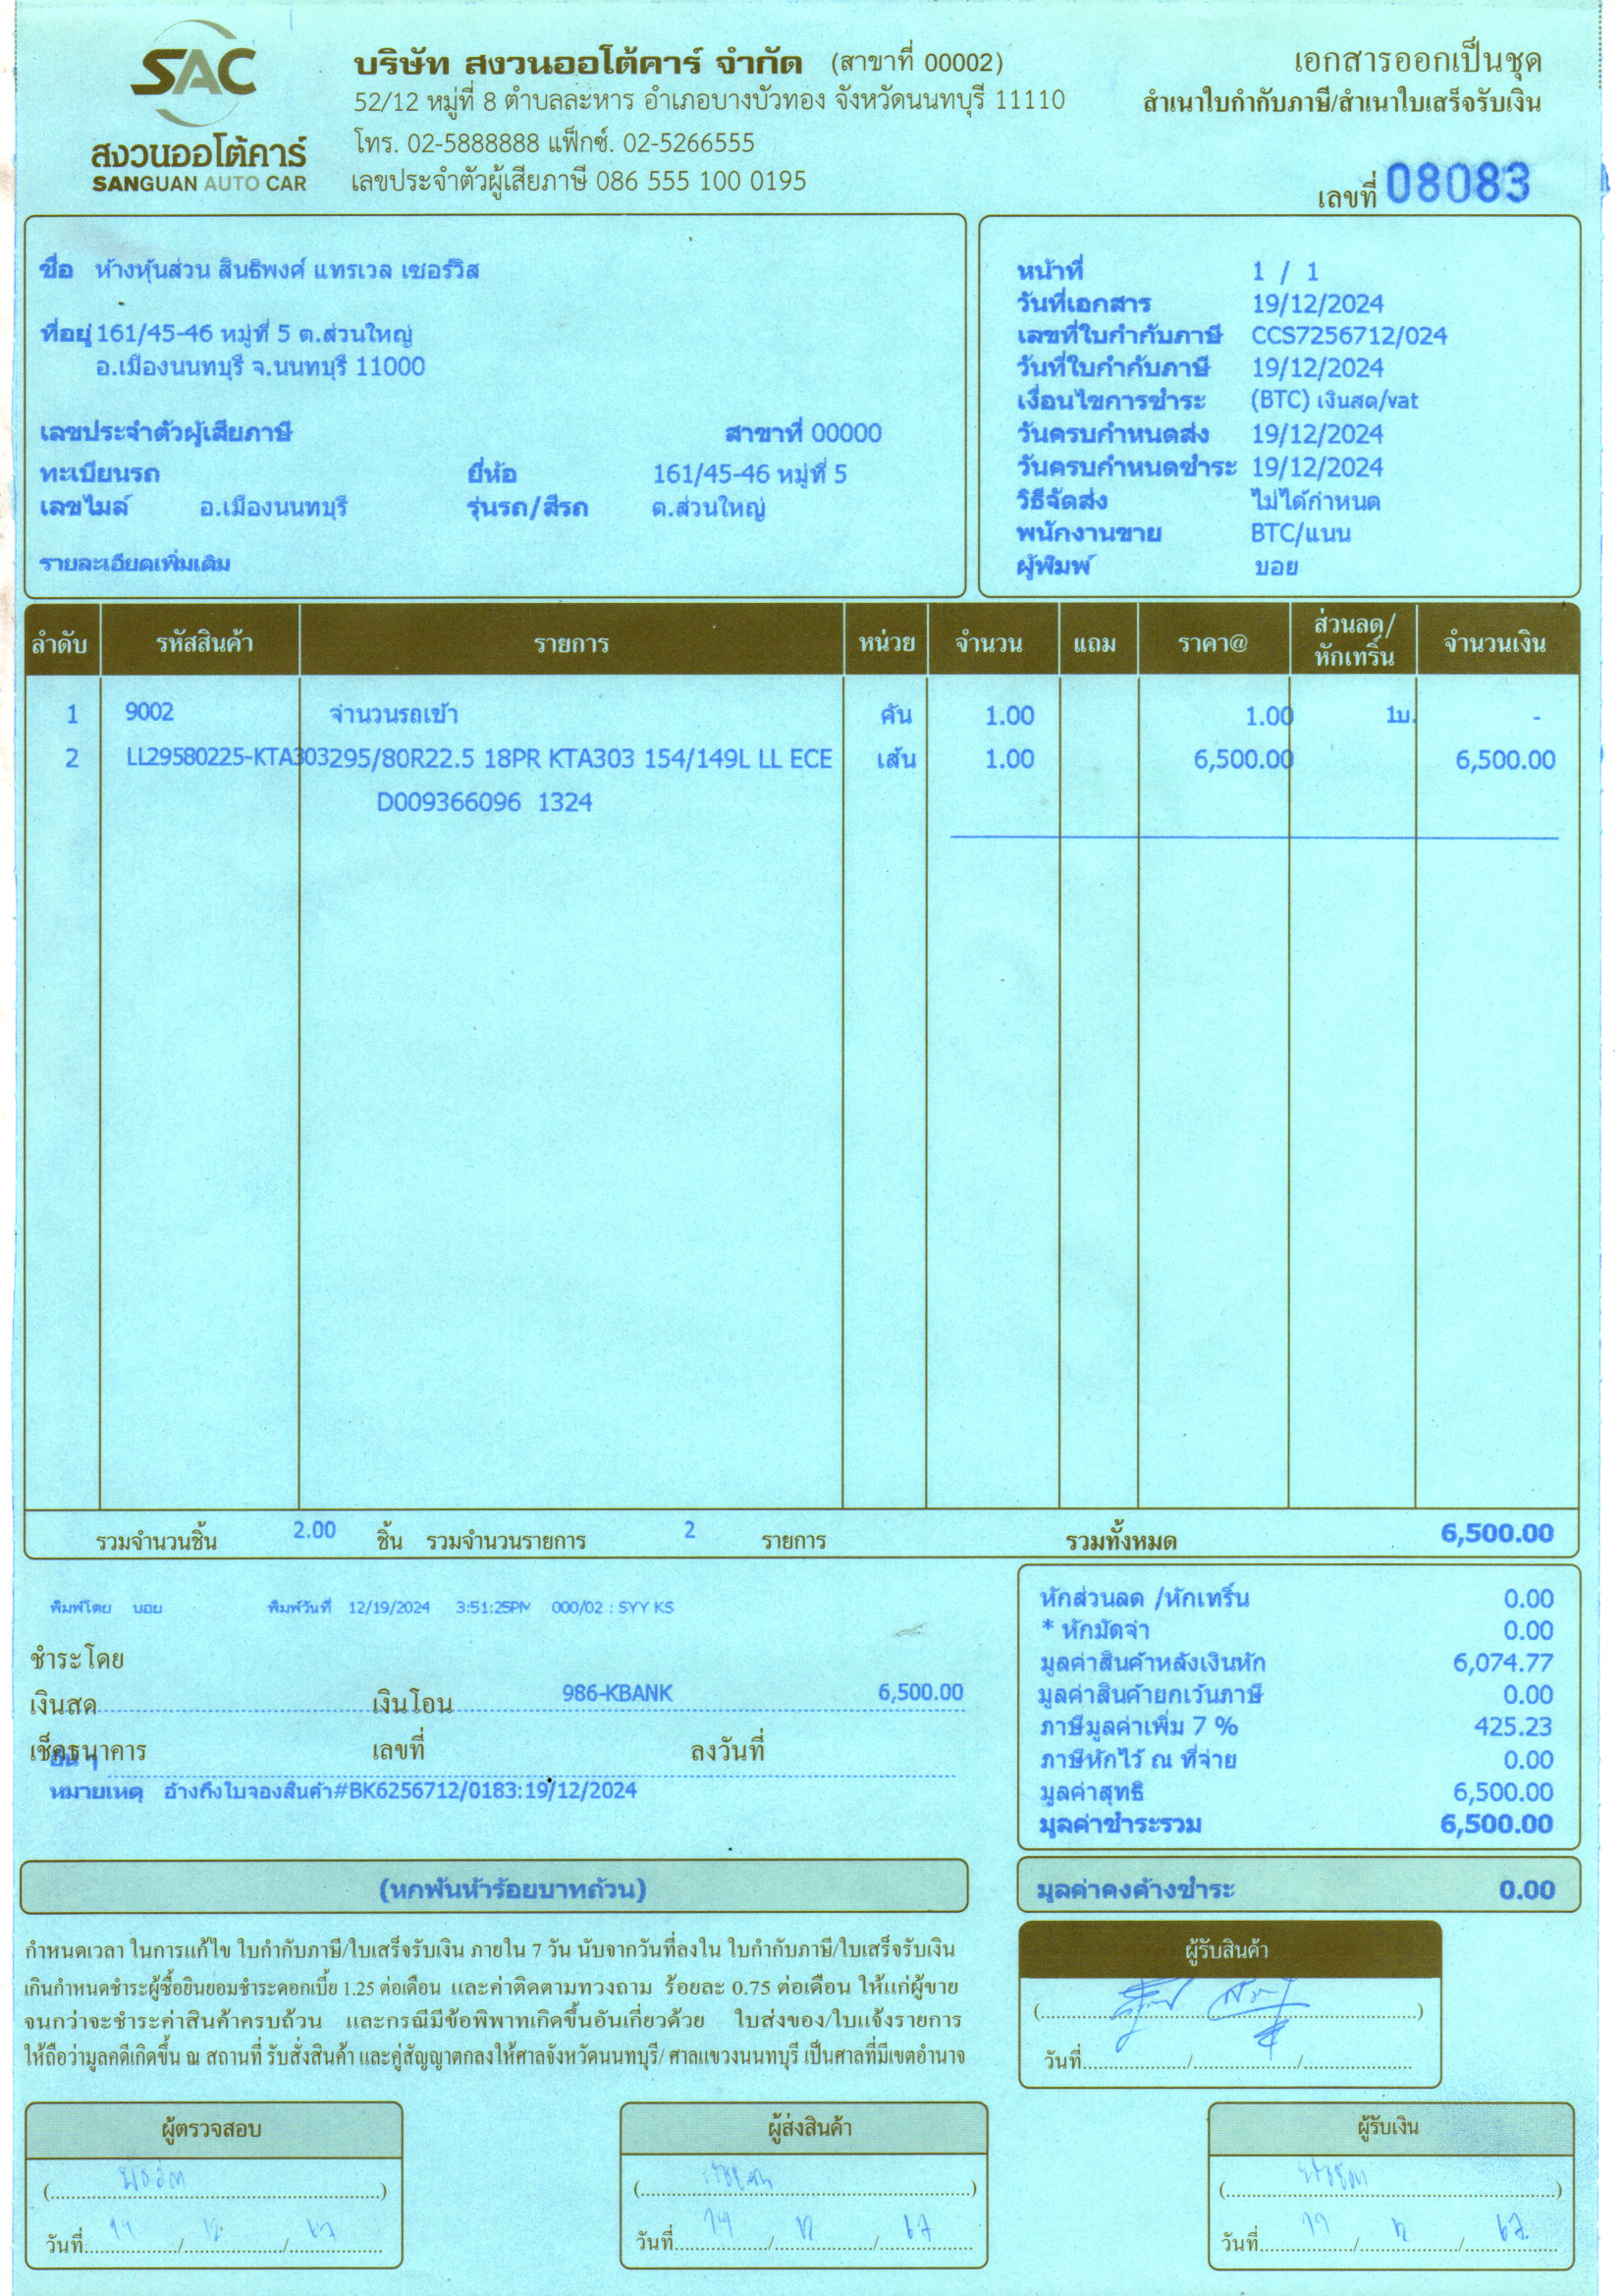 SAC
สงวนออโต้คาร์
SANGUAN AUTO CAR
บริษัท สงวนออโต้คาร์ จำกัด (สาขาที่ 00002)
52/12 หมู่ที่ 8 ตำบลละหาร อำเภอบางบัวทอง จังหวัดนนทบุรี 11110
โทร. 02-5888888 แฟ็กซ์. 02-5266555
เลขประจำตัวผู้เสียภาษี 086 555 100 0195
เอกสารออกเป็นชุด
สำเนาใบกำกับภาษี/สำเนาใบเสร็จรับเงิน
เลขที่ 08083
ชื่อ ห้างหุ้นส่วน สินธิพงศ์ แทรเวล เซอร์วิส
ที่อยู่ 161/45-46 หมู่ที่ 5 ต.ส่วนใหญ่
อ.เมืองนนทบุรี จ.นนทบุรี 11000
เลขประจำตัวผู้เสียภาษี สาขาที่ 00000
ทะเบียนรถ ยี่ห้อ 161/45-46 หมู่ที่ 5
เลขไมล์ อ.เมืองนนทบุรี รุ่นรถ/สีรถ ต.ส่วนใหญ่
รายละเอียดเพิ่มเติม
หน้าที่ 1 / 1
วันที่เอกสาร 19/12/2024
เลขที่ใบกำกับภาษี CCS7256712/024
วันที่ใบกำกับภาษี 19/12/2024
เงื่อนไขการชำระ (BTC) เงินสด/vat
วันครบกำหนดส่ง 19/12/2024
วันครบกำหนดชำระ 19/12/2024
วิธีจัดส่ง ไม่ได้กำหนด
พนักงานขาย BTC/แนน
ผู้พิมพ์ บอย
ลำดับ รหัสสินค้า รายการ หน่วย จำนวน แถม ราคา@ ส่วนลด/หักเทริ์น จำนวนเงิน
1 9002 จำนวนรถเข้า คัน 1.00 1.00 1บ. -
2 LL29580225-KTA303 295/80R22.5 18PR KTA303 154/149L LL ECE เส้น 1.00 6,500.00 6,500.00
D009366096 1324
รวมจำนวนชิ้น 2.00 ชิ้น รวมจำนวนรายการ 2 รายการ รวมทั้งหมด 6,500.00
พิมพ์โดย บอย พิมพ์วันที่ 12/19/2024 3:51:25PM 000/02 : SYY KS
ชำระโดย
เงินสด เงินโอน 986-KBANK 6,500.00
เช็คธนาคาร เลขที่ ลงวันที่
อื่น ๆ
หมายเหตุ อ้างถึงใบจองสินค้า#BK6256712/0183:19/12/2024
หักส่วนลด /หักเทริ์น 0.00
* หักมัดจำ 0.00
มูลค่าสินค้าหลังเงินหัก 6,074.77
มูลค่าสินค้ายกเว้นภาษี 0.00
ภาษีมูลค่าเพิ่ม 7 % 425.23
ภาษีหักไว้ ณ ที่จ่าย 0.00
มูลค่าสุทธิ 6,500.00
มูลค่าชำระรวม 6,500.00
(หกพันห้าร้อยบาทถ้วน)
มูลค่าคงค้างชำระ 0.00
กำหนดเวลา ในการแก้ไข ใบกำกับภาษี/ใบเสร็จรับเงิน ภายใน 7 วัน นับจากวันที่ลงใน ใบกำกับภาษี/ใบเสร็จรับเงิน
เกินกำหนดชำระผู้ซื้อยินยอมชำระดอกเบี้ย 1.25 ต่อเดือน และค่าติดตามทวงถาม ร้อยละ 0.75 ต่อเดือน ให้แก่ผู้ขาย
จนกว่าจะชำระค่าสินค้าครบถ้วน และกรณีมีข้อพิพาทเกิดขึ้นอันเกี่ยวด้วย ใบส่งของ/ใบแจ้งรายการ
ให้ถือว่ามูลคดีเกิดขึ้น ณ สถานที่ รับสั่งสินค้า และคู่สัญญาตกลงให้ศาลจังหวัดนนทบุรี/ ศาลแขวงนนทบุรี เป็นศาลที่มีเขตอำนาจ
ผู้รับสินค้า
วันที่
ผู้ตรวจสอบ ผู้ส่งสินค้า ผู้รับเงิน
วันที่ 19/12/67 วันที่ 19/12/67 วันที่ 19/12/67